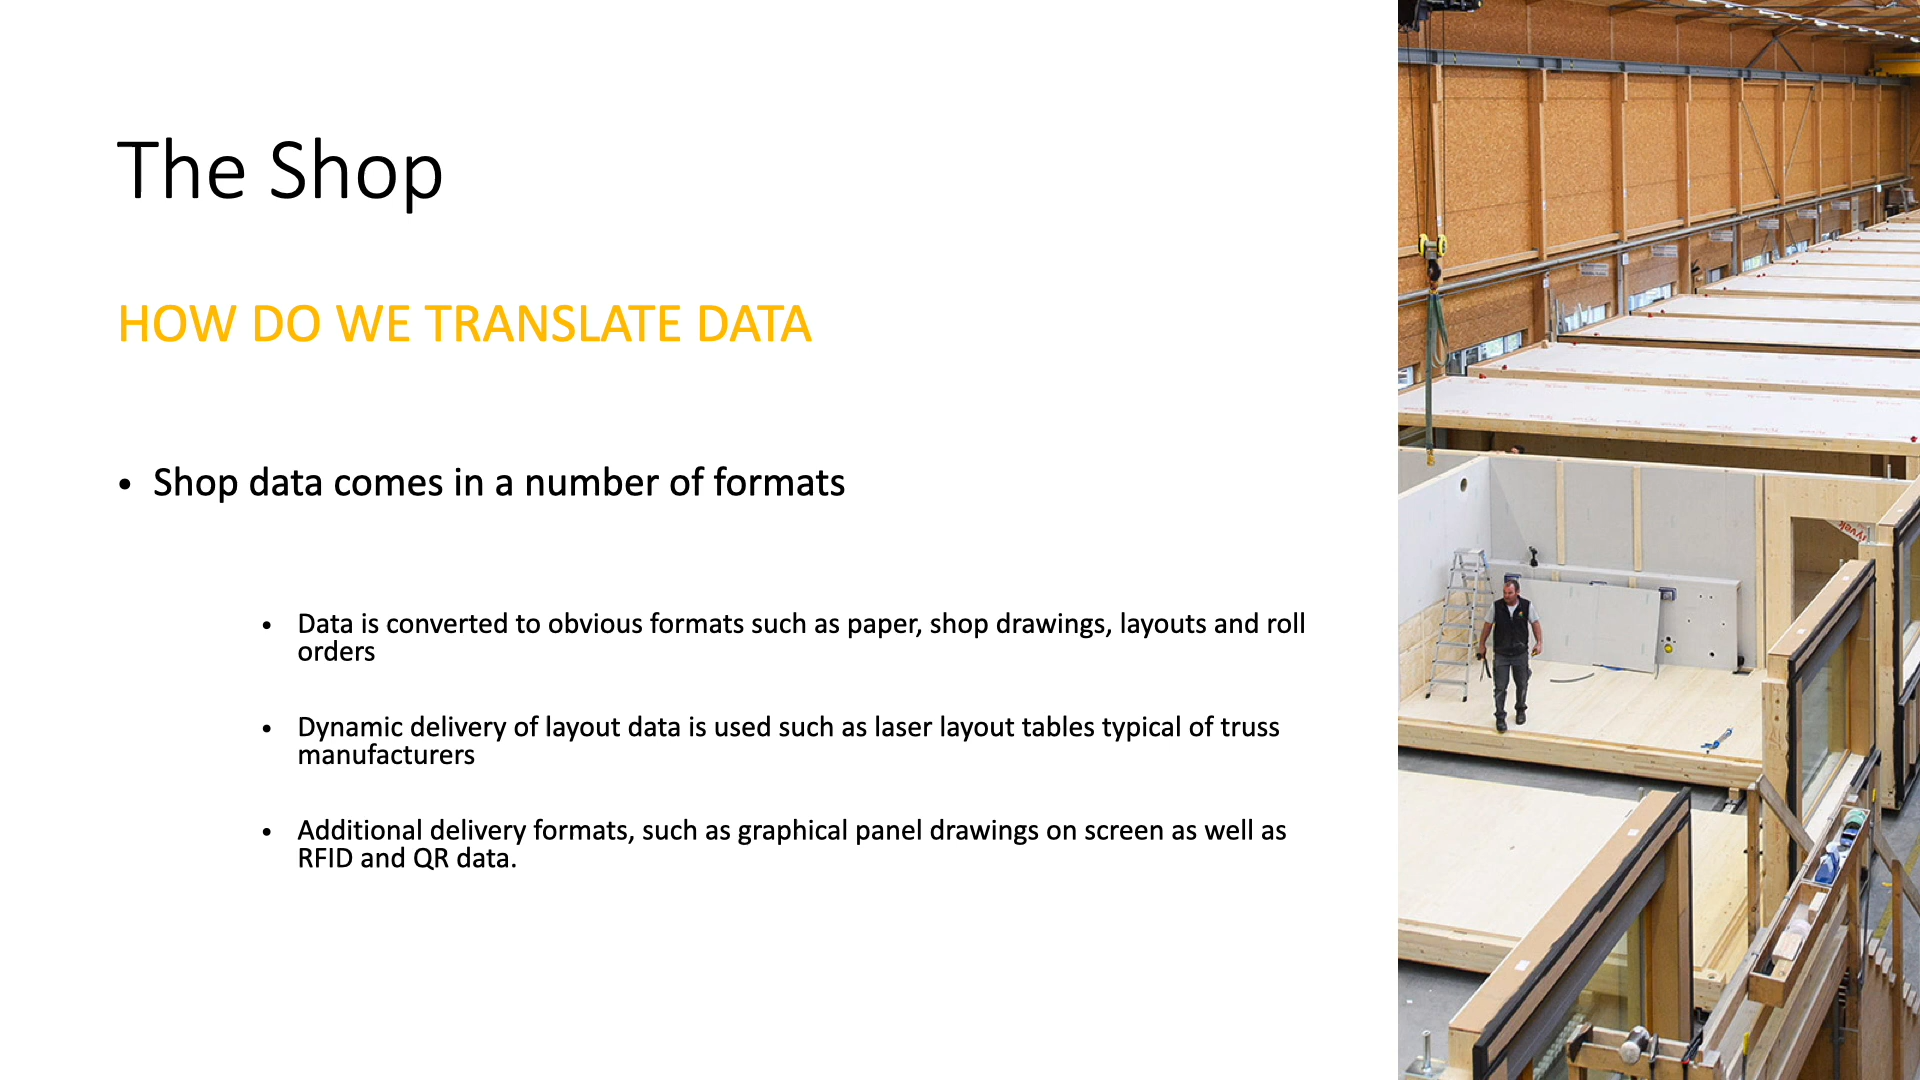 The Shop
HOW DO WE TRANSLATE DATA
• Shop data comes in a number of formats
• Data is converted to obvious formats such as paper, shop drawings, layouts and roll
orders
• Dynamic delivery of layout data is used such as laser layout tables typical of truss
manufacturers
• Additional delivery formats, such as graphical panel drawings on screen as well as
RFID and QR data.